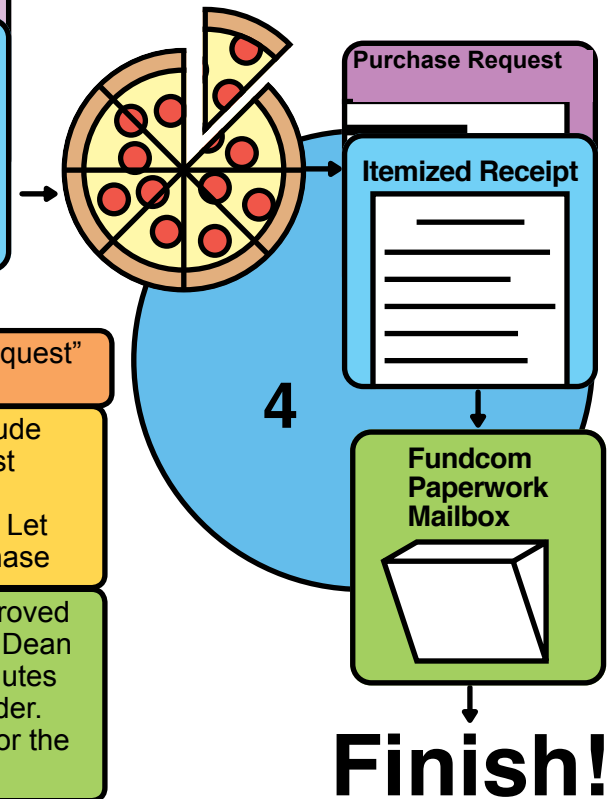 Purchase Request
Itemized Receipt
4
Fundcom
Paperwork
Mailbox
Finish!
quest”
ude
st
Let
hase
roved
Dean
utes
der.
or the